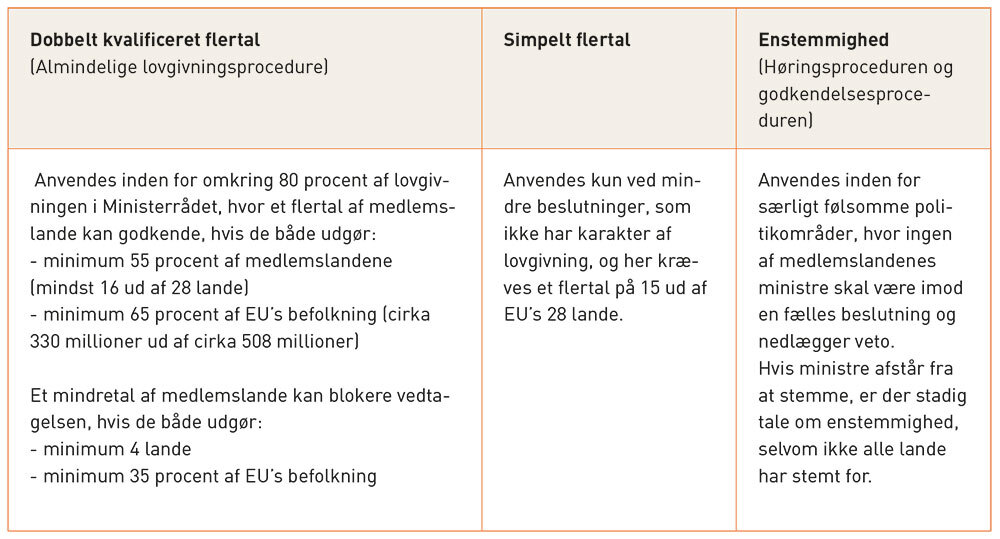 Dobbelt kvalificeret flertal
(Almindelige lovgivningsprocedure)
Simpelt flertal
Enstemmighed
(Høringsproceduren og
godkendelsesproce-
duren)
Anvendes inden for omkring 80 procent af lovgiv-
ningen i Ministerrådet, hvor et flertal af medlems-
lande kan godkende, hvis de både udgør:
- minimum 55 procent af medlemslandene
(mindst 16 ud af 28 lande)
- minimum 65 procent af EU’s befolkning (cirka
330 millioner ud af cirka 508 millioner)
Et mindretal af medlemslande kan blokere vedta-
gelsen, hvis de både udgør:
- minimum 4 lande
- minimum 35 procent af EU’s befolkning
Anvendes kun ved min-
dre beslutninger, som
ikke har karakter af
lovgivning, og her kræ-
ves et flertal på 15 ud af
EU’s 28 lande.
Anvendes inden for
særligt følsomme poli-
tikområder, hvor ingen
af medlemslandenes
ministre skal være imod
en fælles beslutning og
nedlægger veto.
Hvis ministre afstår fra
at stemme, er der stadig
tale om enstemmighed,
selvom ikke alle lande
har stemt for.